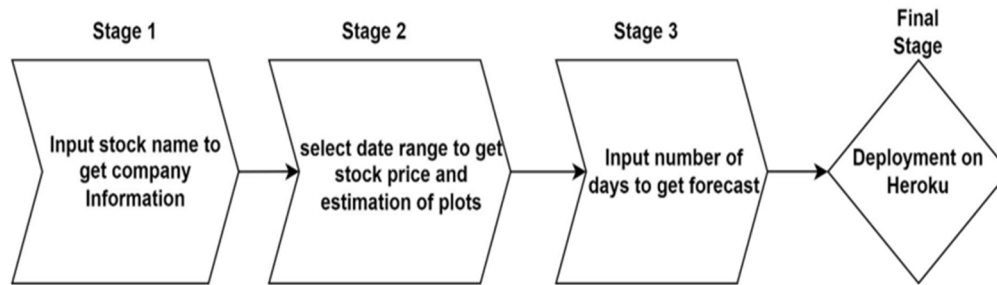 Stage 1
Stage 2
Stage 3
Final
Stage
Input stock name to
get company
Information
select date range to get
stock price and
estimation of plots
Input number of
days to get forecast
Deployment on
Heroku